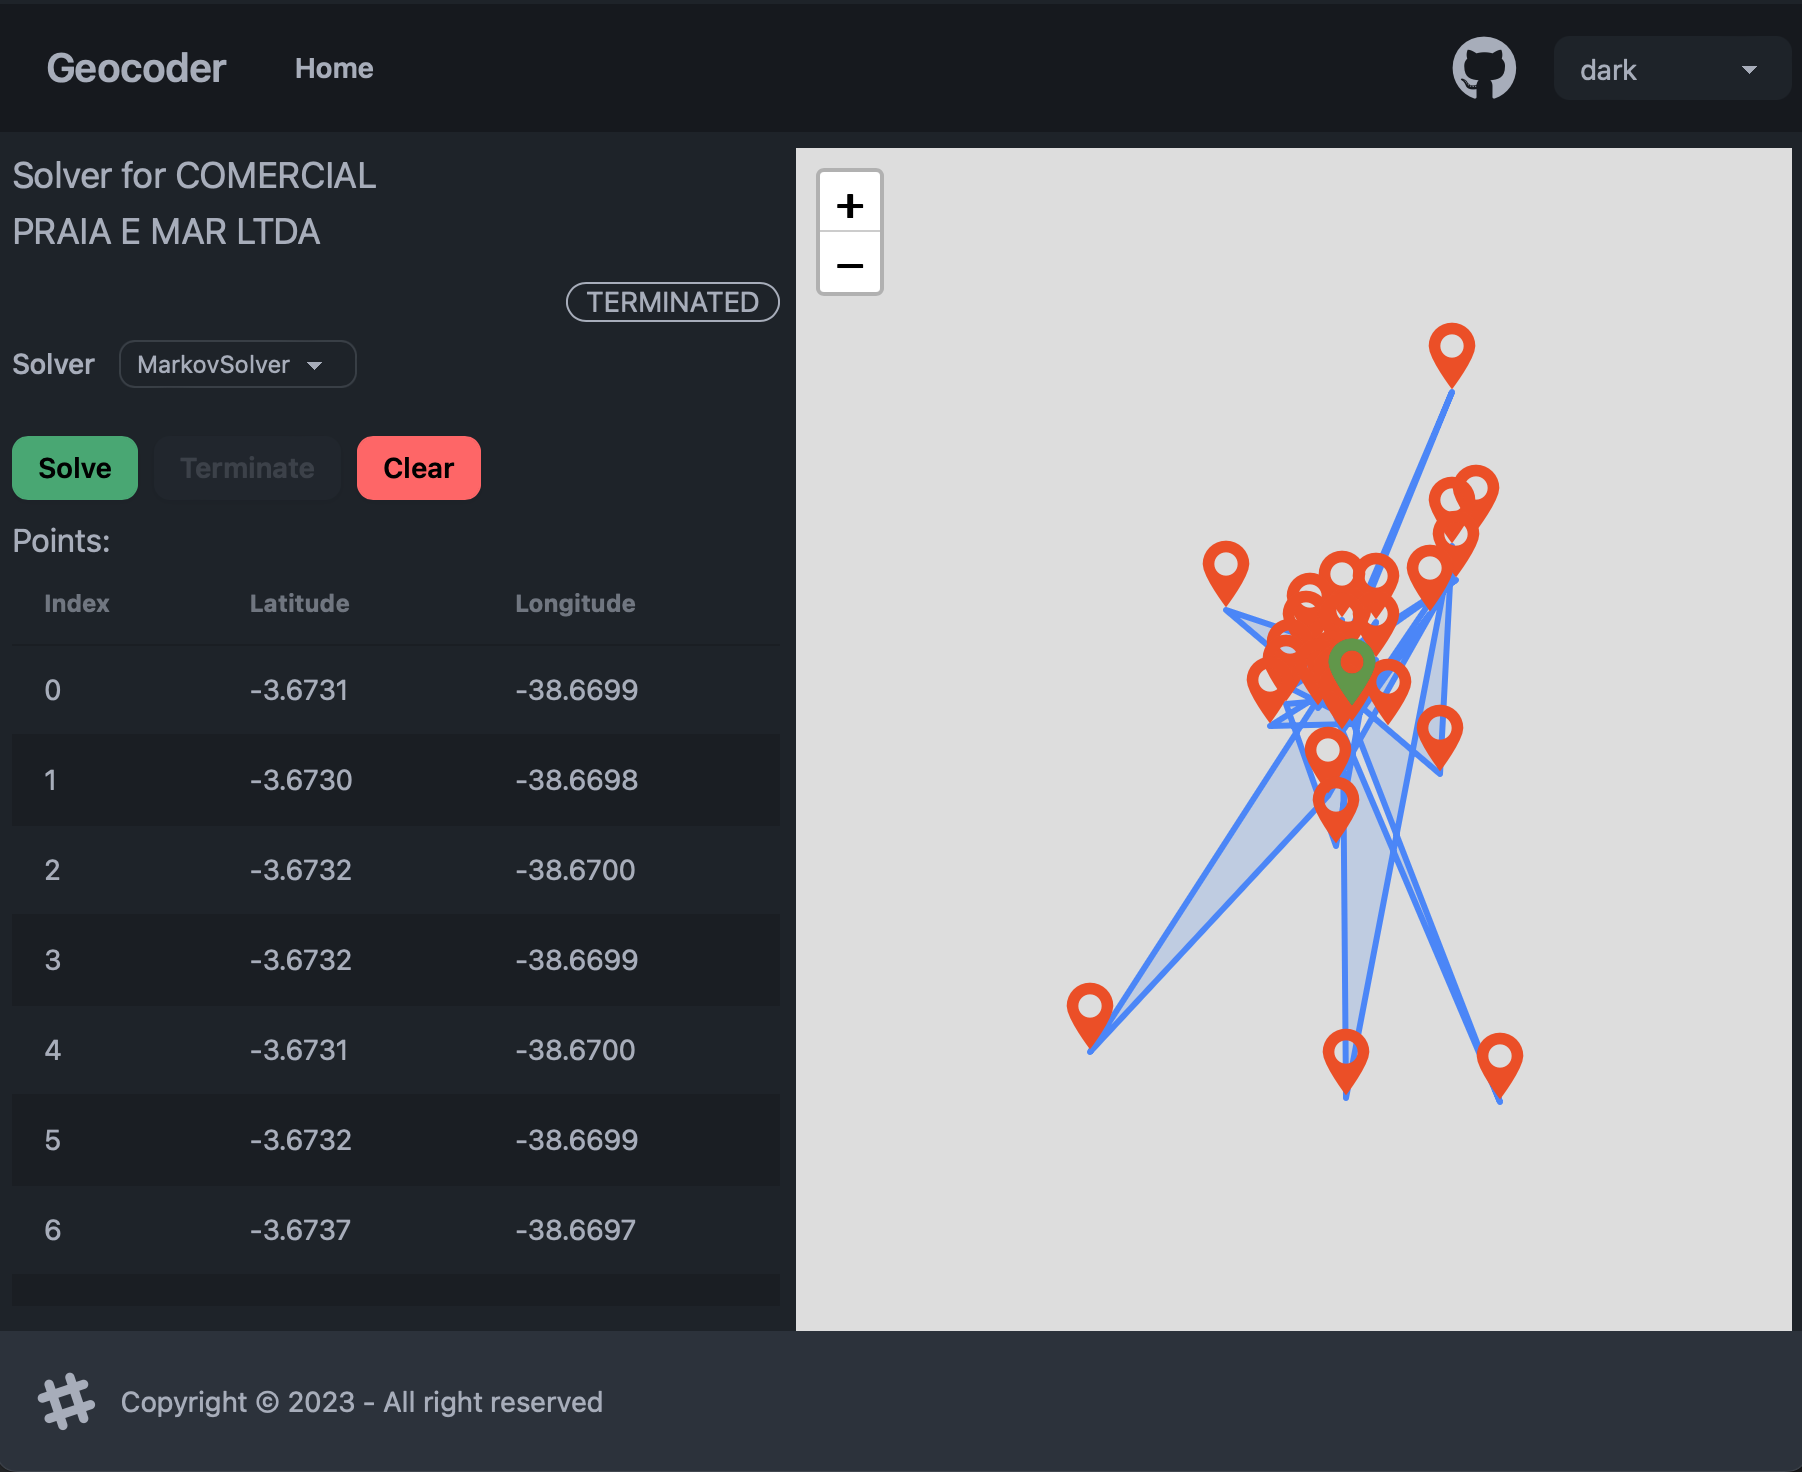 Geocoder Home dark
Solver for COMERCIAL
PRAIA E MAR LTDA
TERMINATED
Solver MarkovSolver
Solve Terminate Clear
Points:
Index Latitude Longitude
0 -3.6731 -38.6699
1 -3.6730 -38.6698
2 -3.6732 -38.6700
3 -3.6732 -38.6699
4 -3.6731 -38.6700
5 -3.6732 -38.6699
6 -3.6737 -38.6697
+
−
Copyright © 2023 - All right reserved